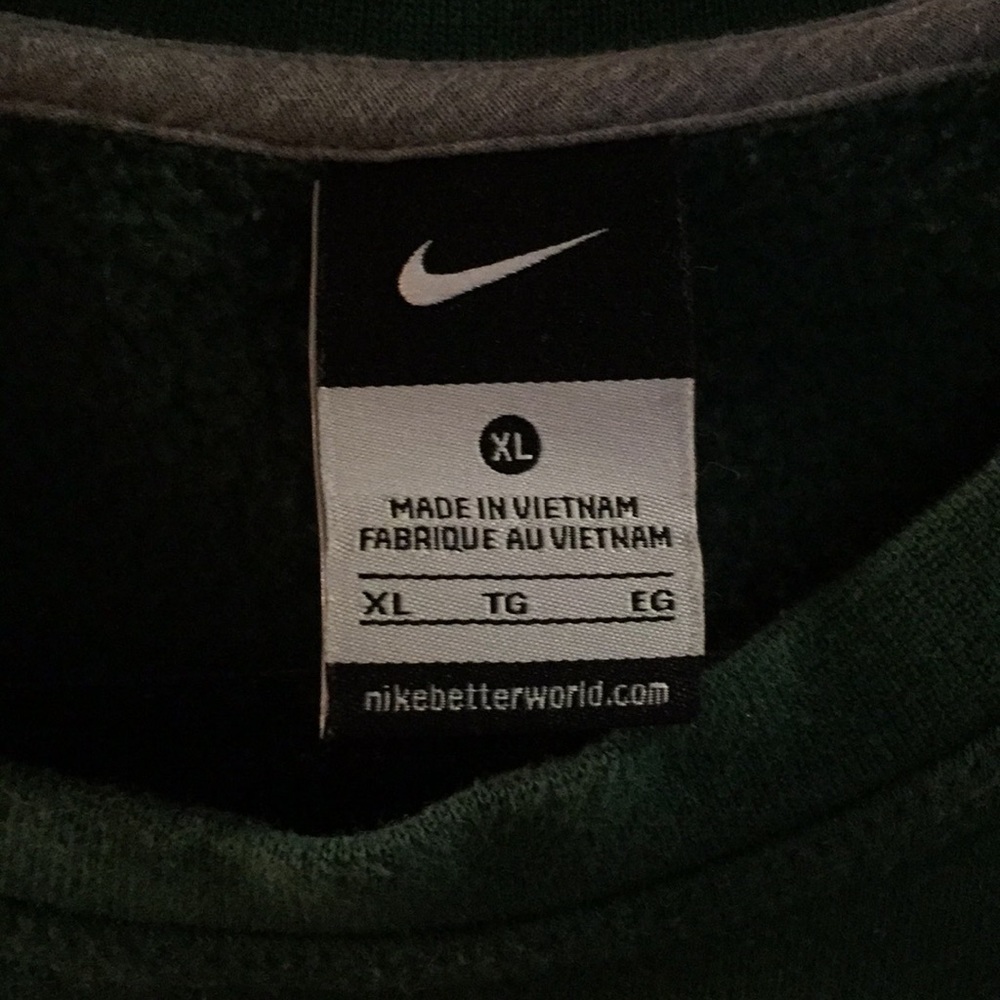 XL
MADE IN VIETNAM
FABRIQUE AU VIETNAM
XL TG EG
nikebetterworld.com